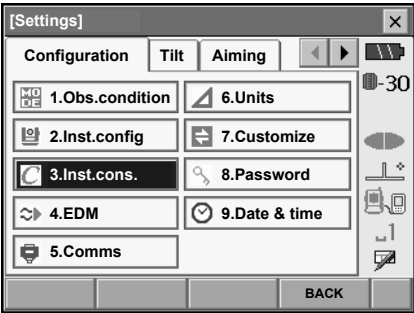 [Settings]
Configuration Tilt Aiming
-30
MODE 1.Obs.condition 6.Units
2.Inst.config 7.Customize
3.Inst.cons. 8.Password
4.EDM 9.Date & time
5.Comms
1
BACK